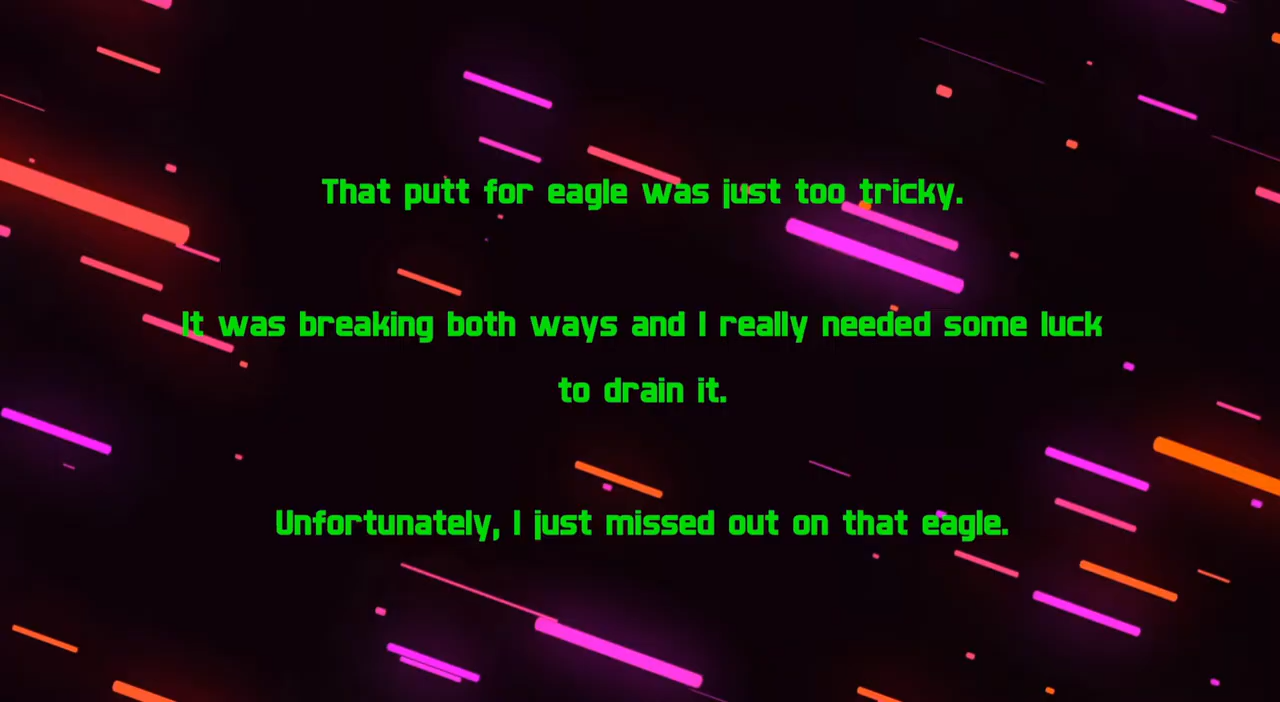 That putt for eagle was just too tricky.
It was breaking both ways and I really needed some luck
to drain it.
Unfortunately, I just missed out on that eagle.